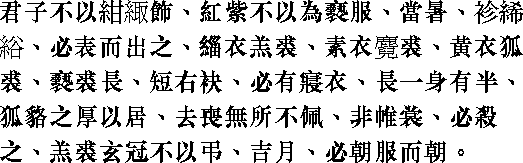 君子不以紺緅飾、紅紫不以為褻服、當暑、袗絺
綌、必表而出之、緇衣羔裘、素衣麑裘、黃衣狐
裘、褻裘長、短右袂、必有寢衣、長一身有半、
狐貉之厚以居、去喪無所不佩、非帷裳、必殺
之、羔裘玄冠不以弔、吉月、必朝服而朝。